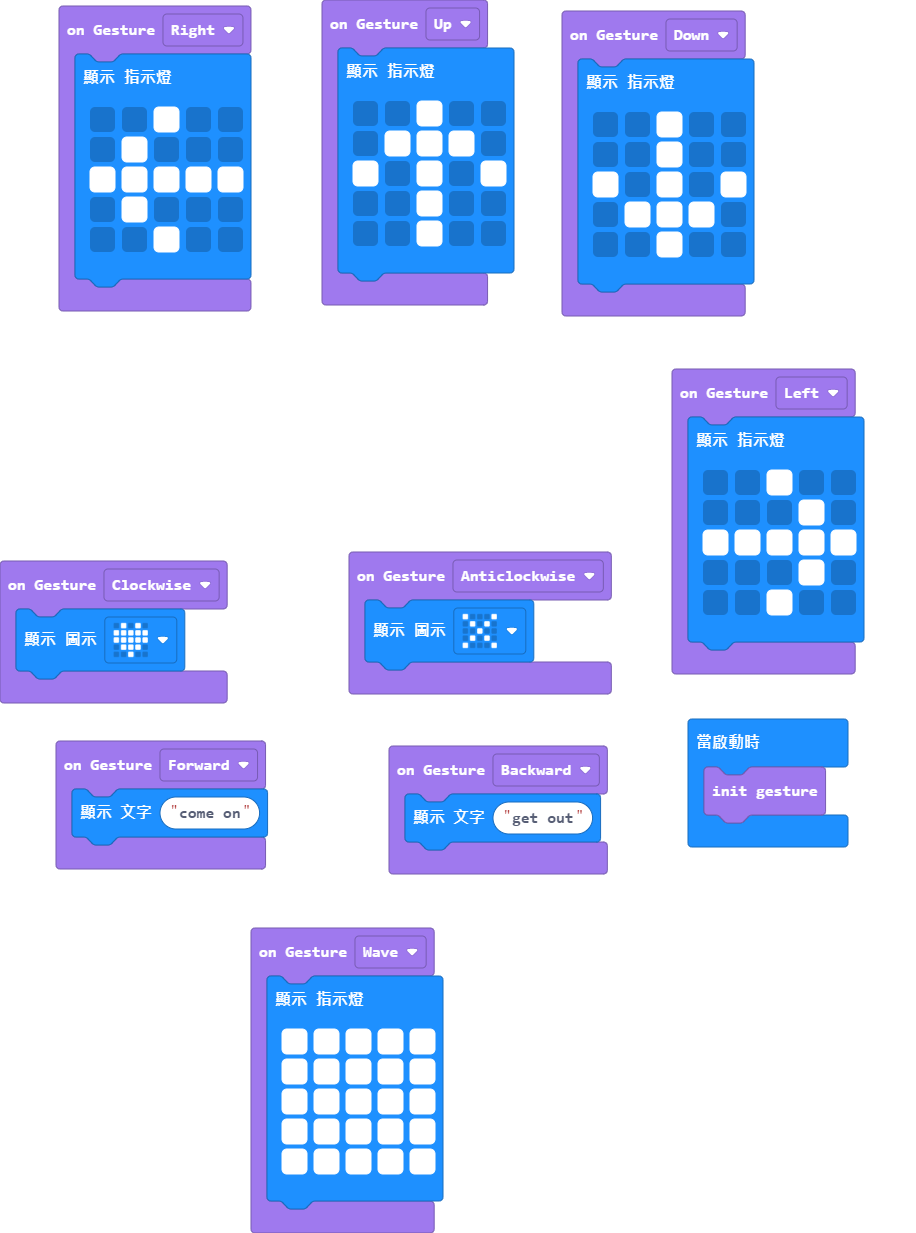 on Gesture Right
顯示 指示燈
on Gesture Up
顯示 指示燈
on Gesture Down
顯示 指示燈
on Gesture Left
顯示 指示燈
on Gesture Clockwise
顯示 圖示
on Gesture Anticlockwise
顯示 圖示
on Gesture Forward
顯示 文字 "come on"
on Gesture Backward
顯示 文字 "get out"
當啟動時
init gesture
on Gesture Wave
顯示 指示燈